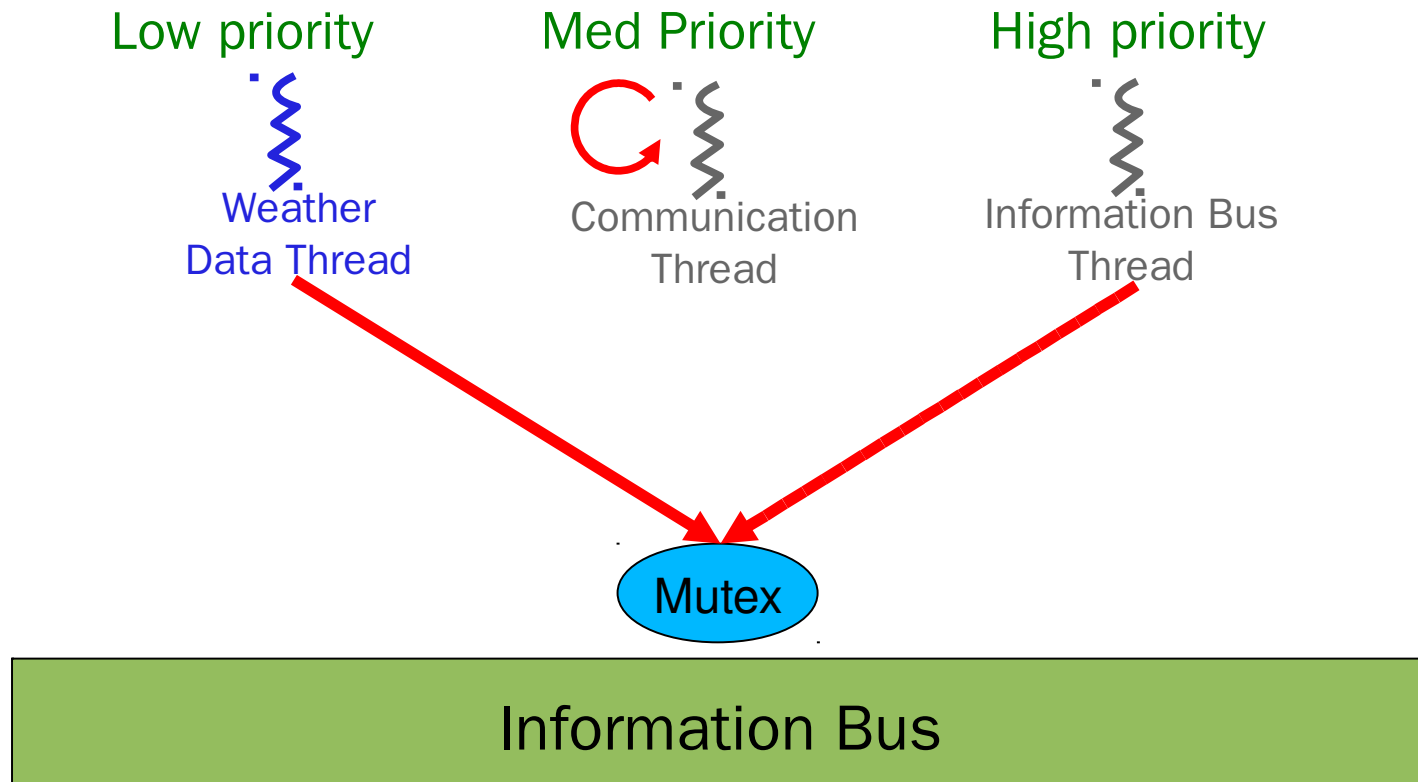 Low priority
Med Priority
High priority
Weather
Data Thread
Communication
Thread
Information Bus
Thread
Mutex
Information Bus